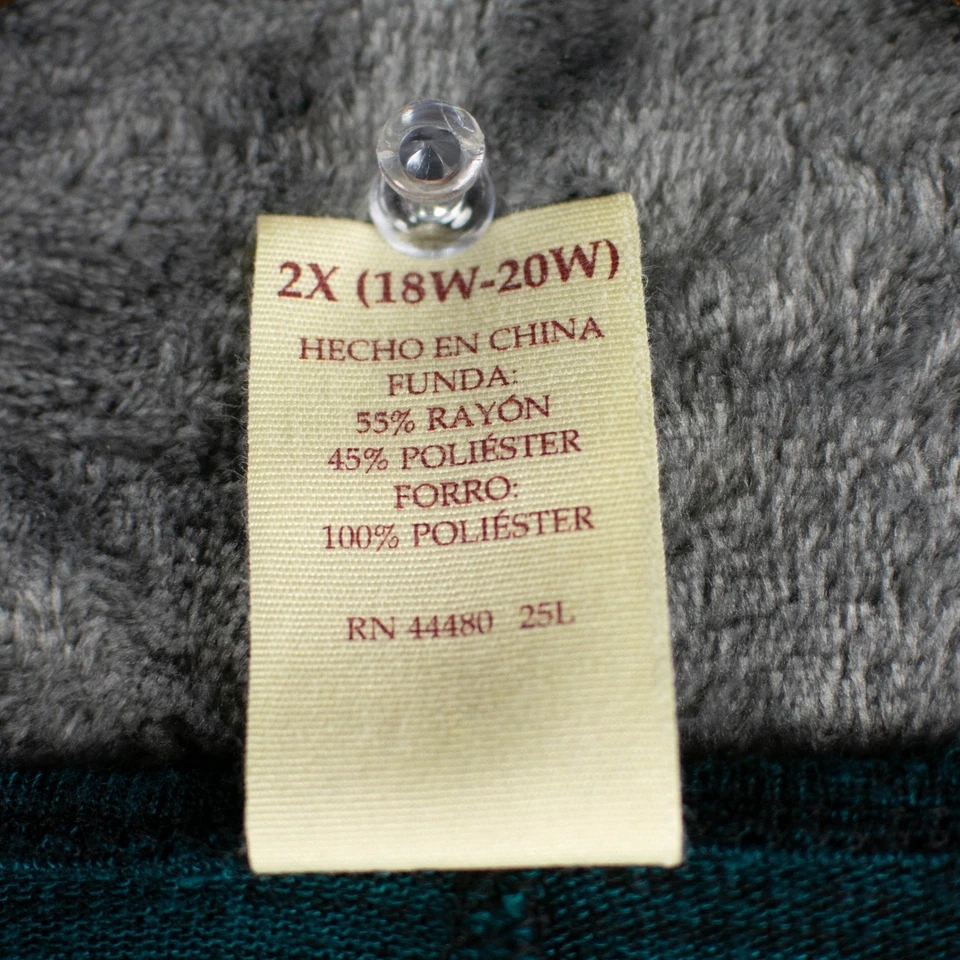 2X (18W-20W)
HECHO EN CHINA
FUNDA:
55% RAYÓN
45% POLIÉSTER
FORRO:
100% POLIÉSTER
RN 44480 25L